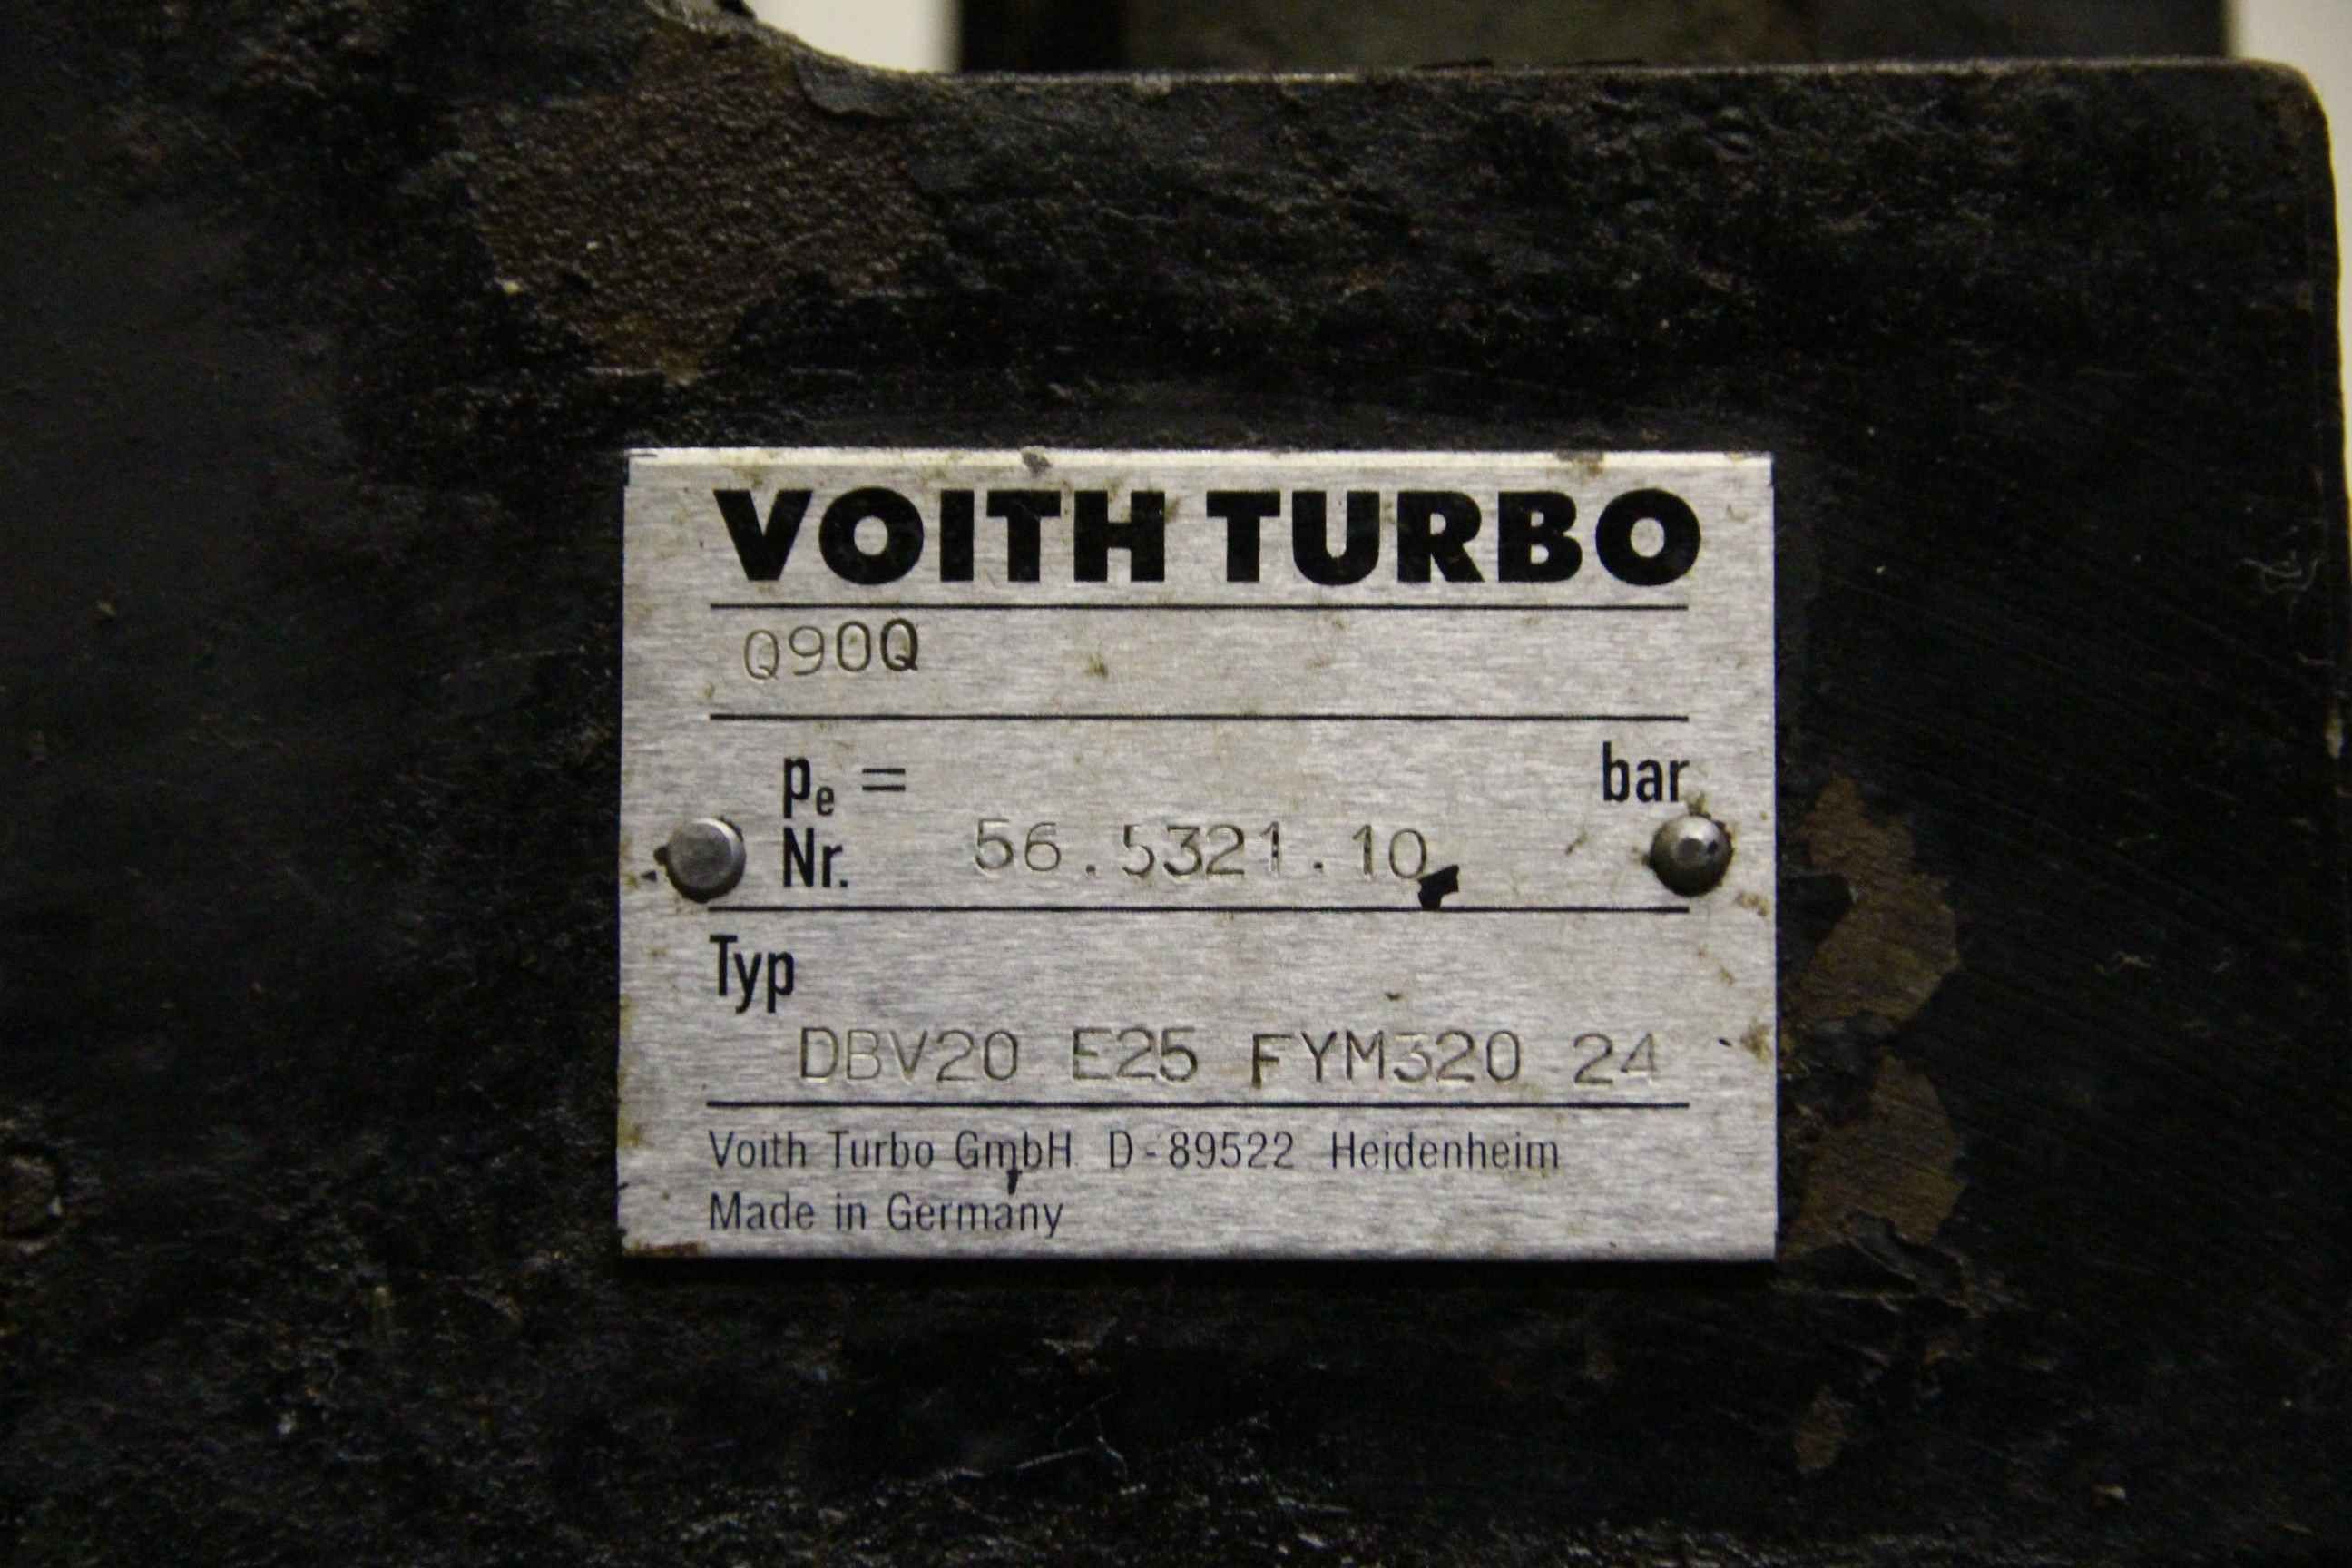 VOITH TURBO
Q90Q
pe = bar
Nr. 56.5321.10
Typ
DBV20 E25 FYM320 24
Voith Turbo GmbH D-89522 Heidenheim
Made in Germany